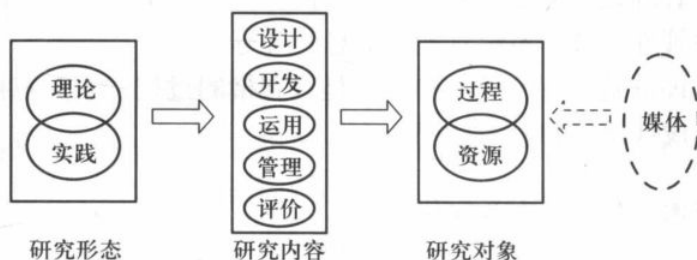 理论
实践
研究形态
设计
开发
运用
管理
评价
研究内容
过程
资源
研究对象
媒体